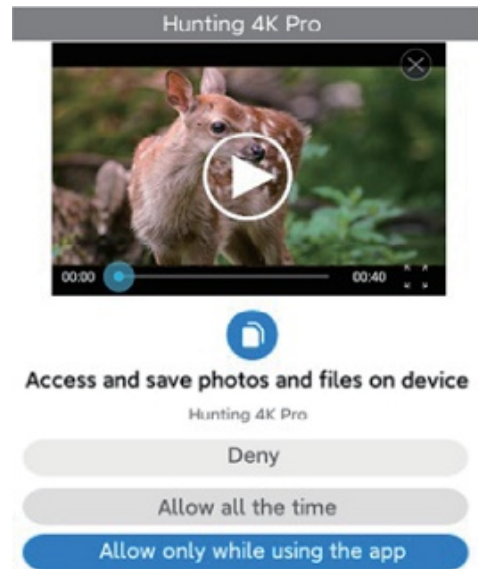 Hunting 4K Pro
00:00 00:40
Access and save photos and files on device
Hunting 4K Pro
Deny
Allow all the time
Allow only while using the app